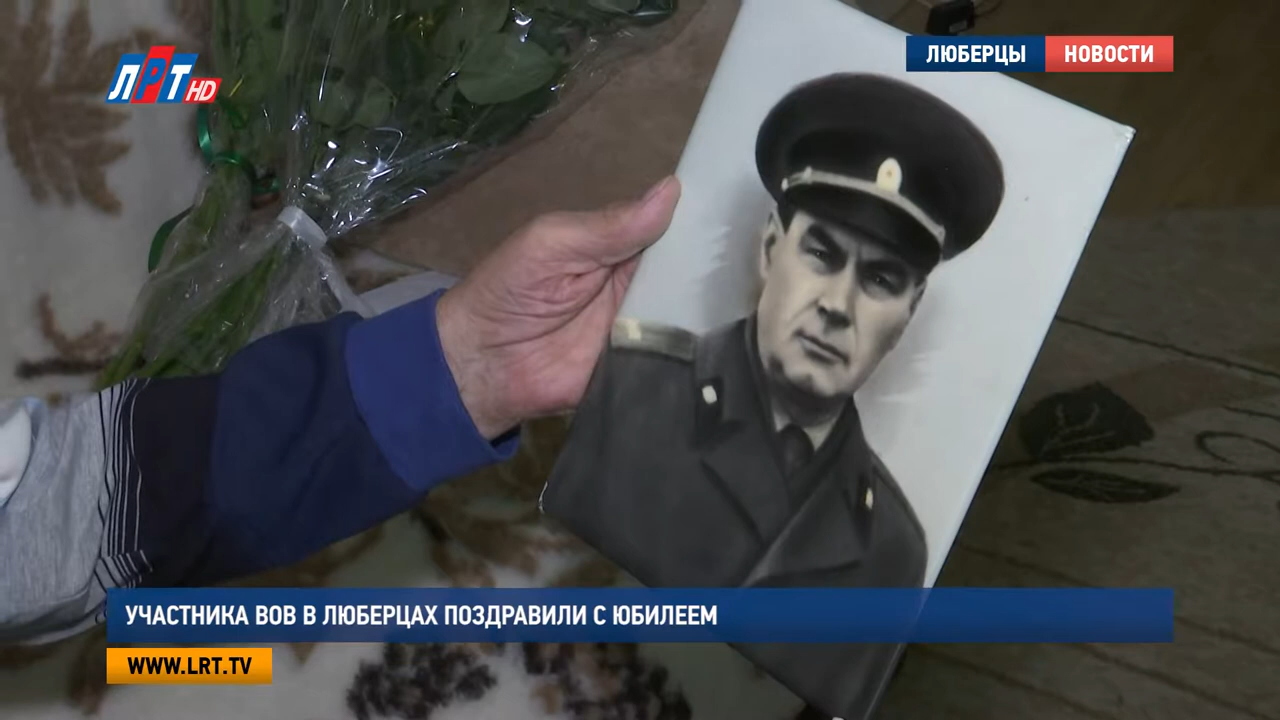 ЛРТ HD
ЛЮБЕРЦЫ НОВОСТИ
УЧАСТНИКА ВОВ В ЛЮБЕРЦАХ ПОЗДРАВИЛИ С ЮБИЛЕЕМ
WWW.LRT.TV